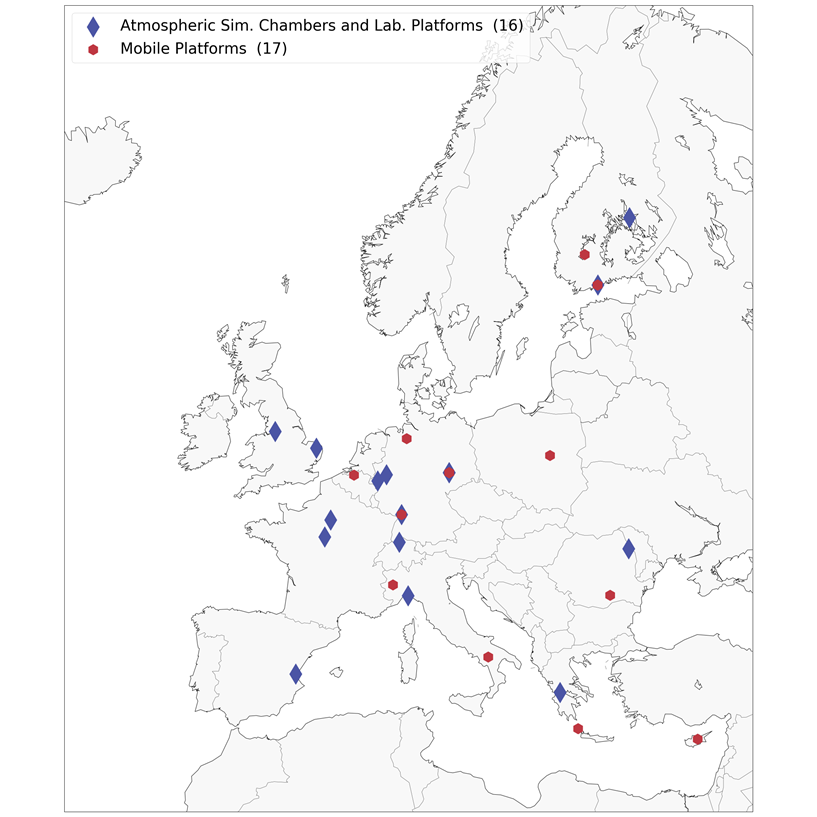 Atmospheric Sim. Chambers and Lab. Platforms (16)
Mobile Platforms (17)